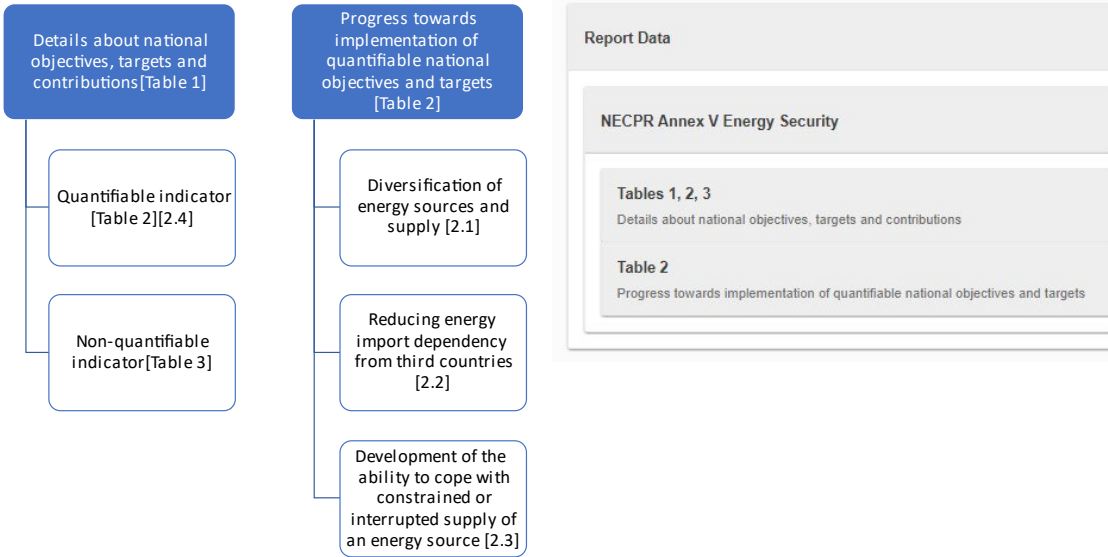 Details about national
objectives, targets and
contributions[Table 1]
Quantifiable indicator
[Table 2][2.4]
Non-quantifiable
indicator[Table 3]
Progress towards
implementation of
quantifiable national
objectives and targets
[Table 2]
Diversification of
energy sources and
supply [2.1]
Reducing energy
import dependency
from third countries
[2.2]
Development of the
ability to cope with
constrained or
interrupted supply of
an energy source [2.3]
Report Data
NECPR Annex V Energy Security
Tables 1, 2, 3
Details about national objectives, targets and contributions
Table 2
Progress towards implementation of quantifiable national objectives and targets